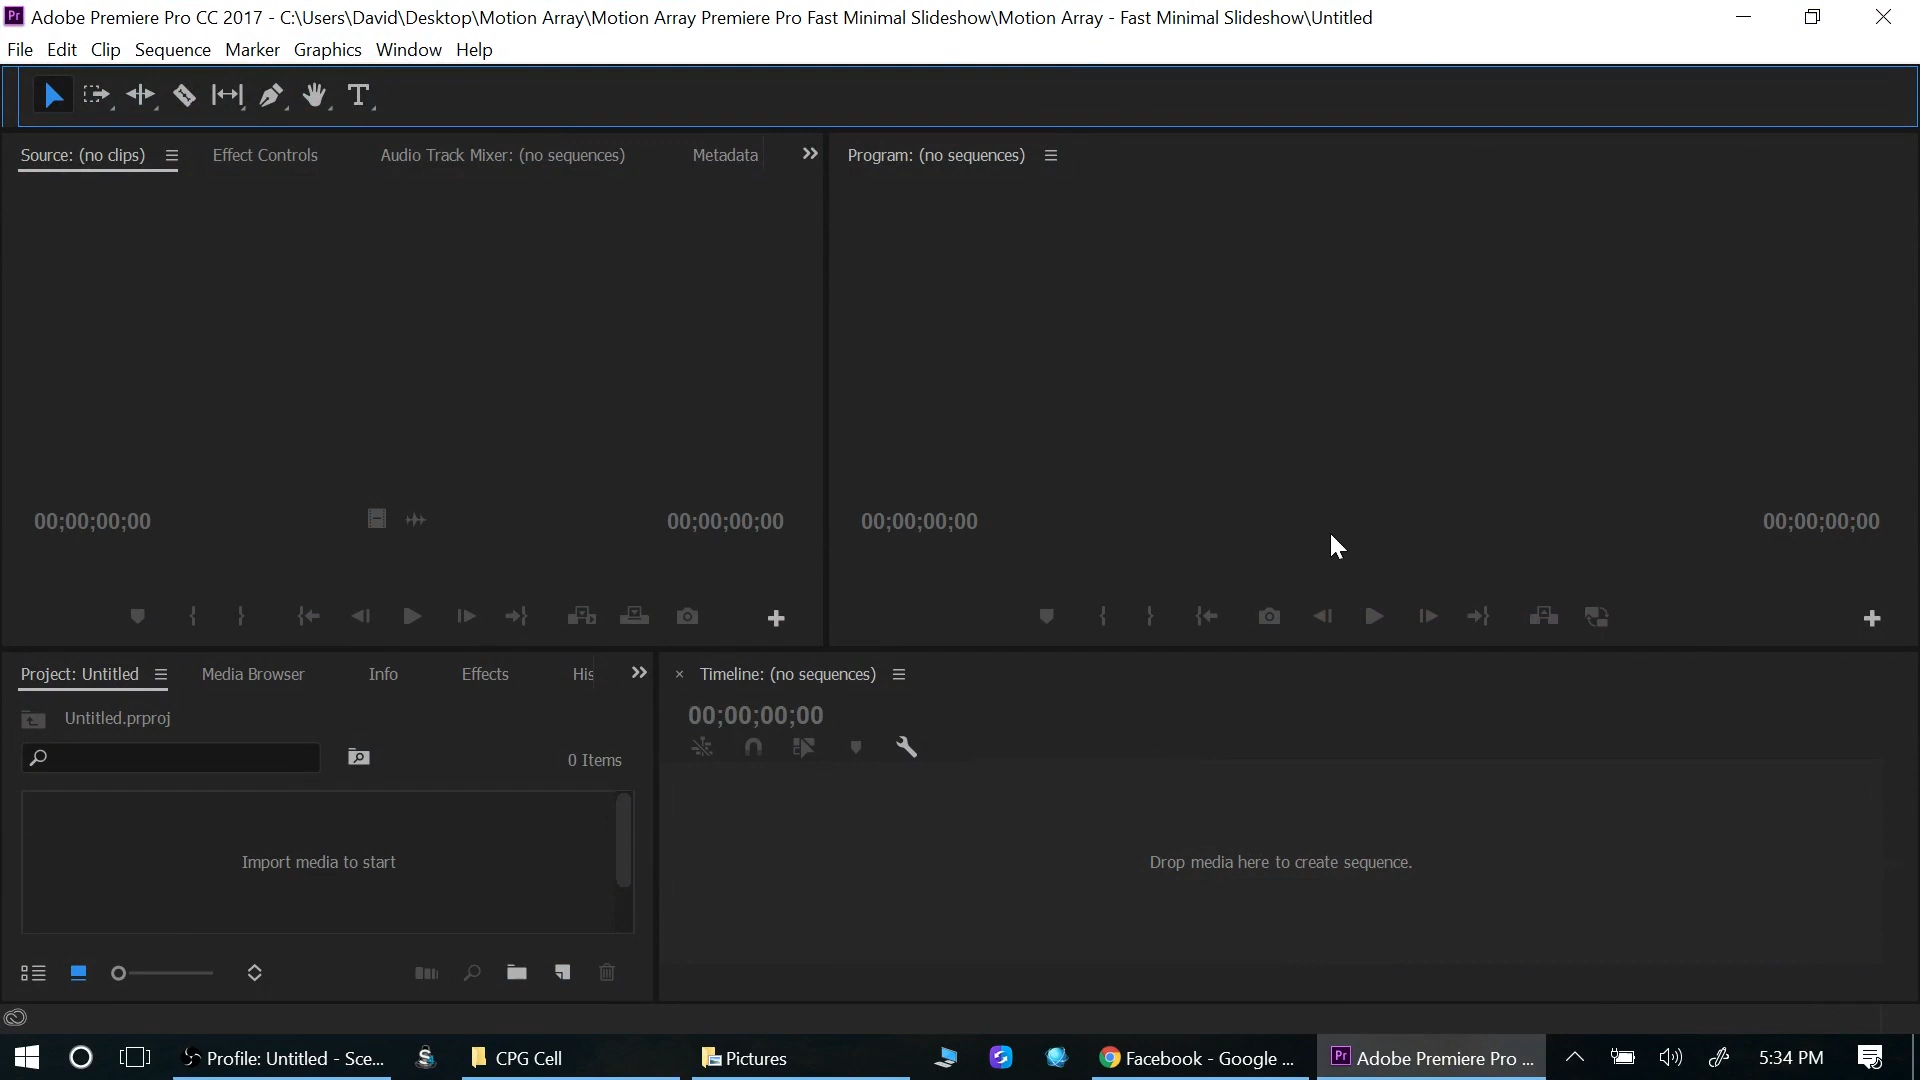 Pr Adobe Premiere Pro CC 2017 - C:\Users\David\Desktop\Motion Array\Motion Array Premiere Pro Fast Minimal Slideshow\Motion Array - Fast Minimal Slideshow\Untitled
File Edit Clip Sequence Marker Graphics Window Help
Source: (no clips) Effect Controls Audio Track Mixer: (no sequences) Metadata Program: (no sequences)
00;00;00;00 00;00;00;00 00;00;00;00 00;00;00;00
Project: Untitled Media Browser Info Effects His × Timeline: (no sequences)
Untitled.prproj 00;00;00;00
0 Items
Import media to start Drop media here to create sequence.
Profile: Untitled - Sce... CPG Cell Pictures Facebook - Google ... Pr Adobe Premiere Pro ... 5:34 PM